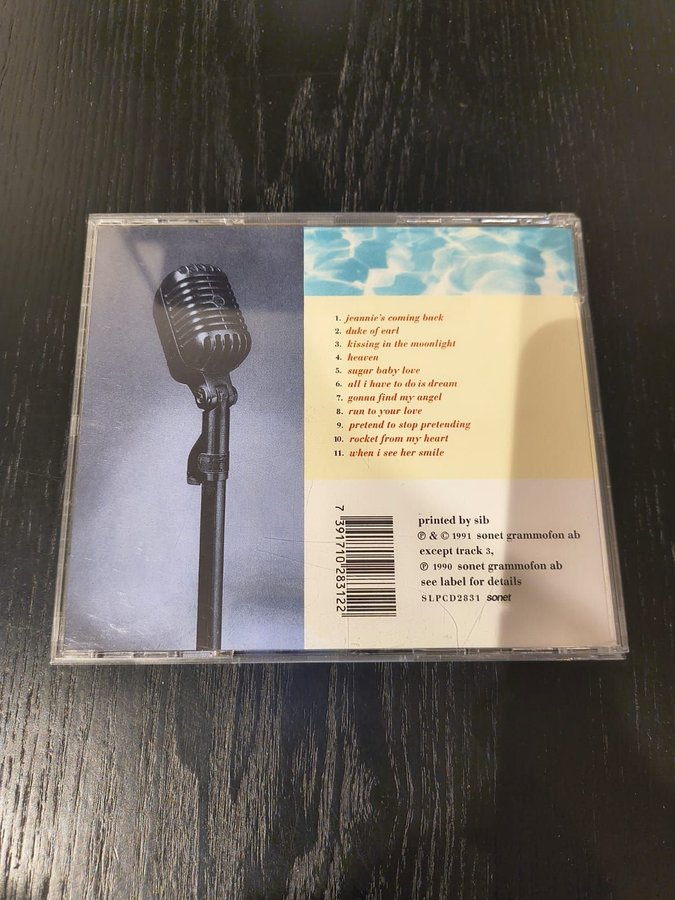 1. jeannie's coming back
2. duke of earl
3. kissing in the moonlight
4. heaven
5. sugar baby love
6. all i have to do is dream
7. gonna find my angel
8. run to your love
9. pretend to stop pretending
10. rocket from my heart
11. when i see her smile
7 391710 283122
printed by sib
℗ & © 1991 sonet grammofon ab
except track 3,
℗ 1990 sonet grammofon ab
see label for details
SLPCD2831 sonet